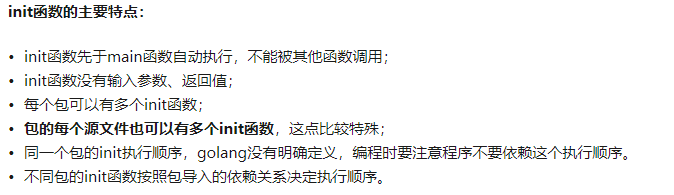 init函数的主要特点：
• init函数先于main函数自动执行，不能被其他函数调用；
• init函数没有输入参数、返回值；
• 每个包可以有多个init函数；
• 包的每个源文件也可以有多个init函数，这点比较特殊；
• 同一个包的init执行顺序，golang没有明确定义，编程时要注意程序不要依赖这个执行顺序。
• 不同包的init函数按照包导入的依赖关系决定执行顺序。